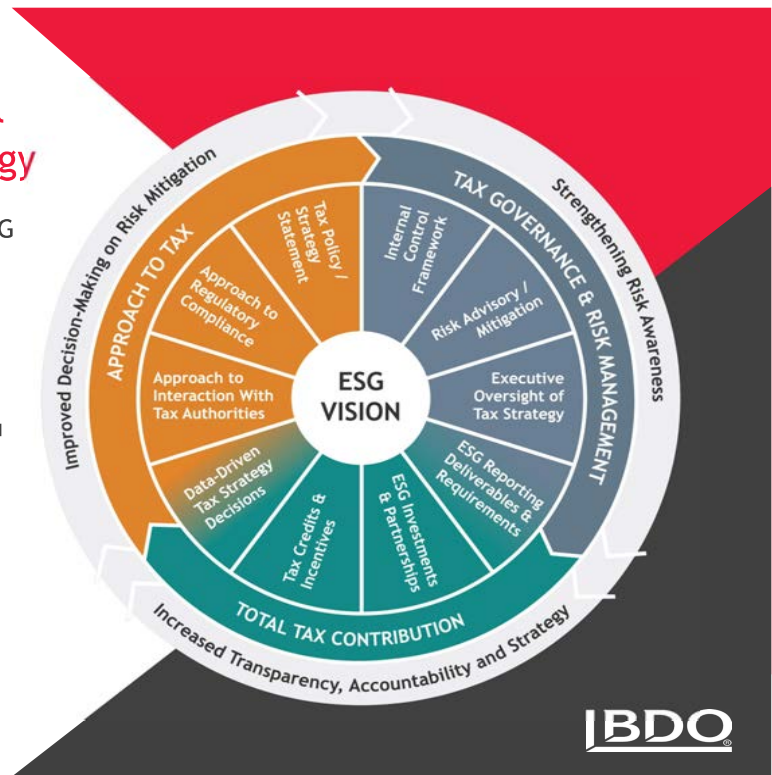 gy
G
Improved Decision-Making on Risk Mitigation
Strengthening Risk Awareness
Increased Transparency, Accountability and Strategy
APPROACH TO TAX
TAX GOVERNANCE & RISK MANAGEMENT
TOTAL TAX CONTRIBUTION
Tax Policy /
Strategy
Statement
Internal
Control
Framework
Approach to
Regulatory
Compliance
Risk Advisory /
Mitigation
Approach to
Interaction With
Tax Authorities
ESG
VISION
Executive
Oversight of
Tax Strategy
Data-Driven
Tax Strategy
Decisions
Tax Credits &
Incentives
ESG Investments
& Partnerships
ESG Reporting
Deliverables &
Requirements
BDO®